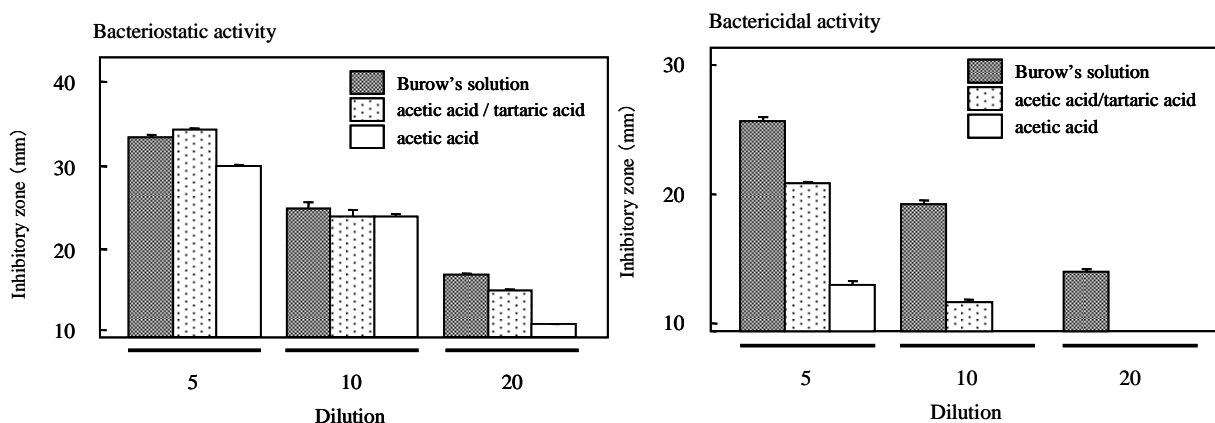 Bacteriostatic activity
40
30
20
10
Inhibitory zone (mm)
Burow's solution
acetic acid / tartaric acid
acetic acid
5 10 20
Dilution
Bactericidal activity
30
20
10
Inhibitory zone (mm)
Burow's solution
acetic acid/tartaric acid
acetic acid
5 10 20
Dilution